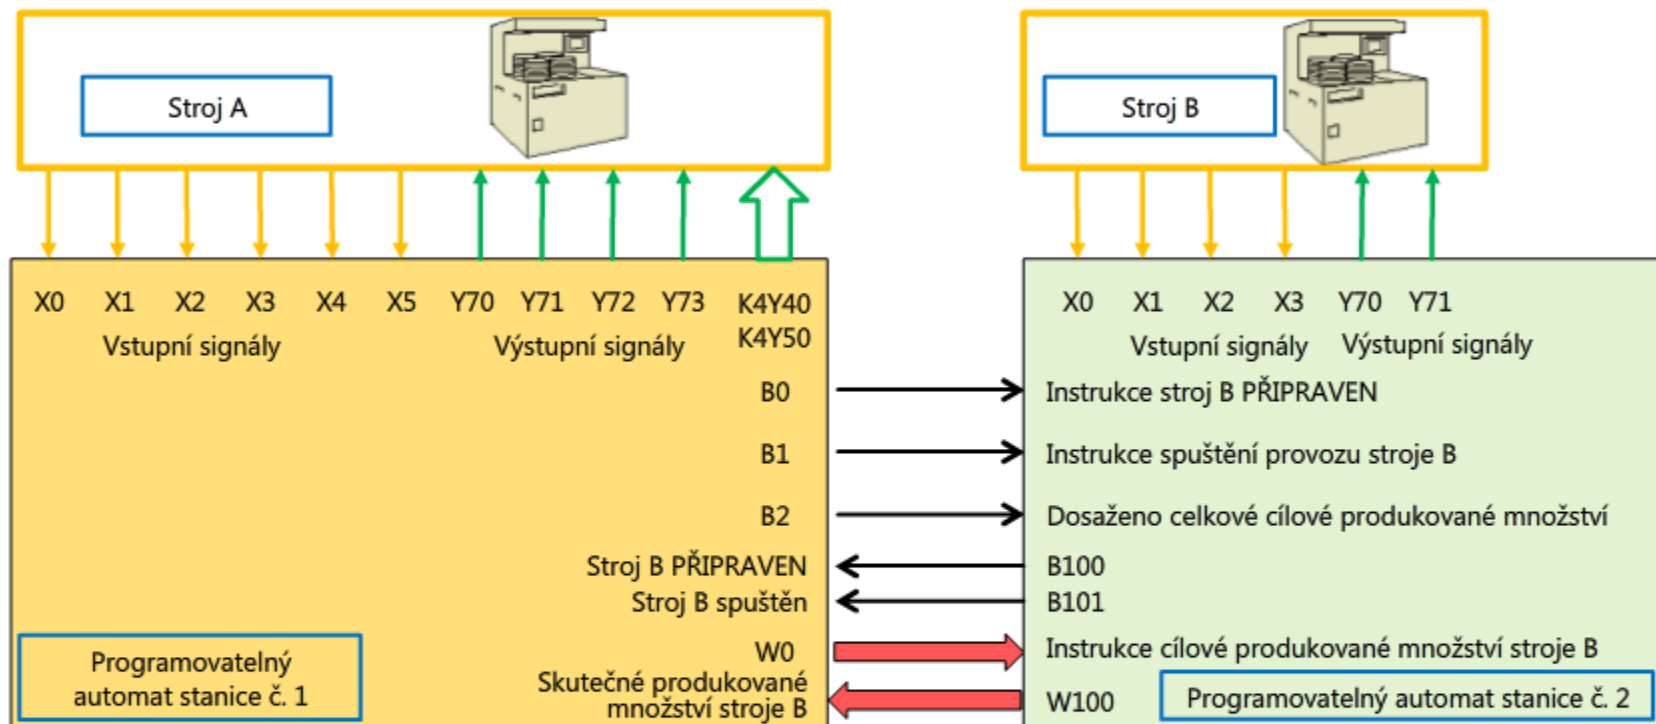 Stroj A
Stroj B
X0 X1 X2 X3 X4 X5 Y70 Y71 Y72 Y73 K4Y40
K4Y50
Vstupní signály
Výstupní signály
X0 X1 X2 X3 Y70 Y71
Vstupní signály
Výstupní signály
B0
Instrukce stroj B PŘIPRAVEN
B1
Instrukce spuštění provozu stroje B
B2
Dosaženo celkové cílové produkované množství
Stroj B PŘIPRAVEN
B100
Stroj B spuštěn
B101
W0
Instrukce cílové produkované množství stroje B
Skutečné produkované
množství stroje B
W100
Programovatelný
automat stanice č. 1
Programovatelný automat stanice č. 2